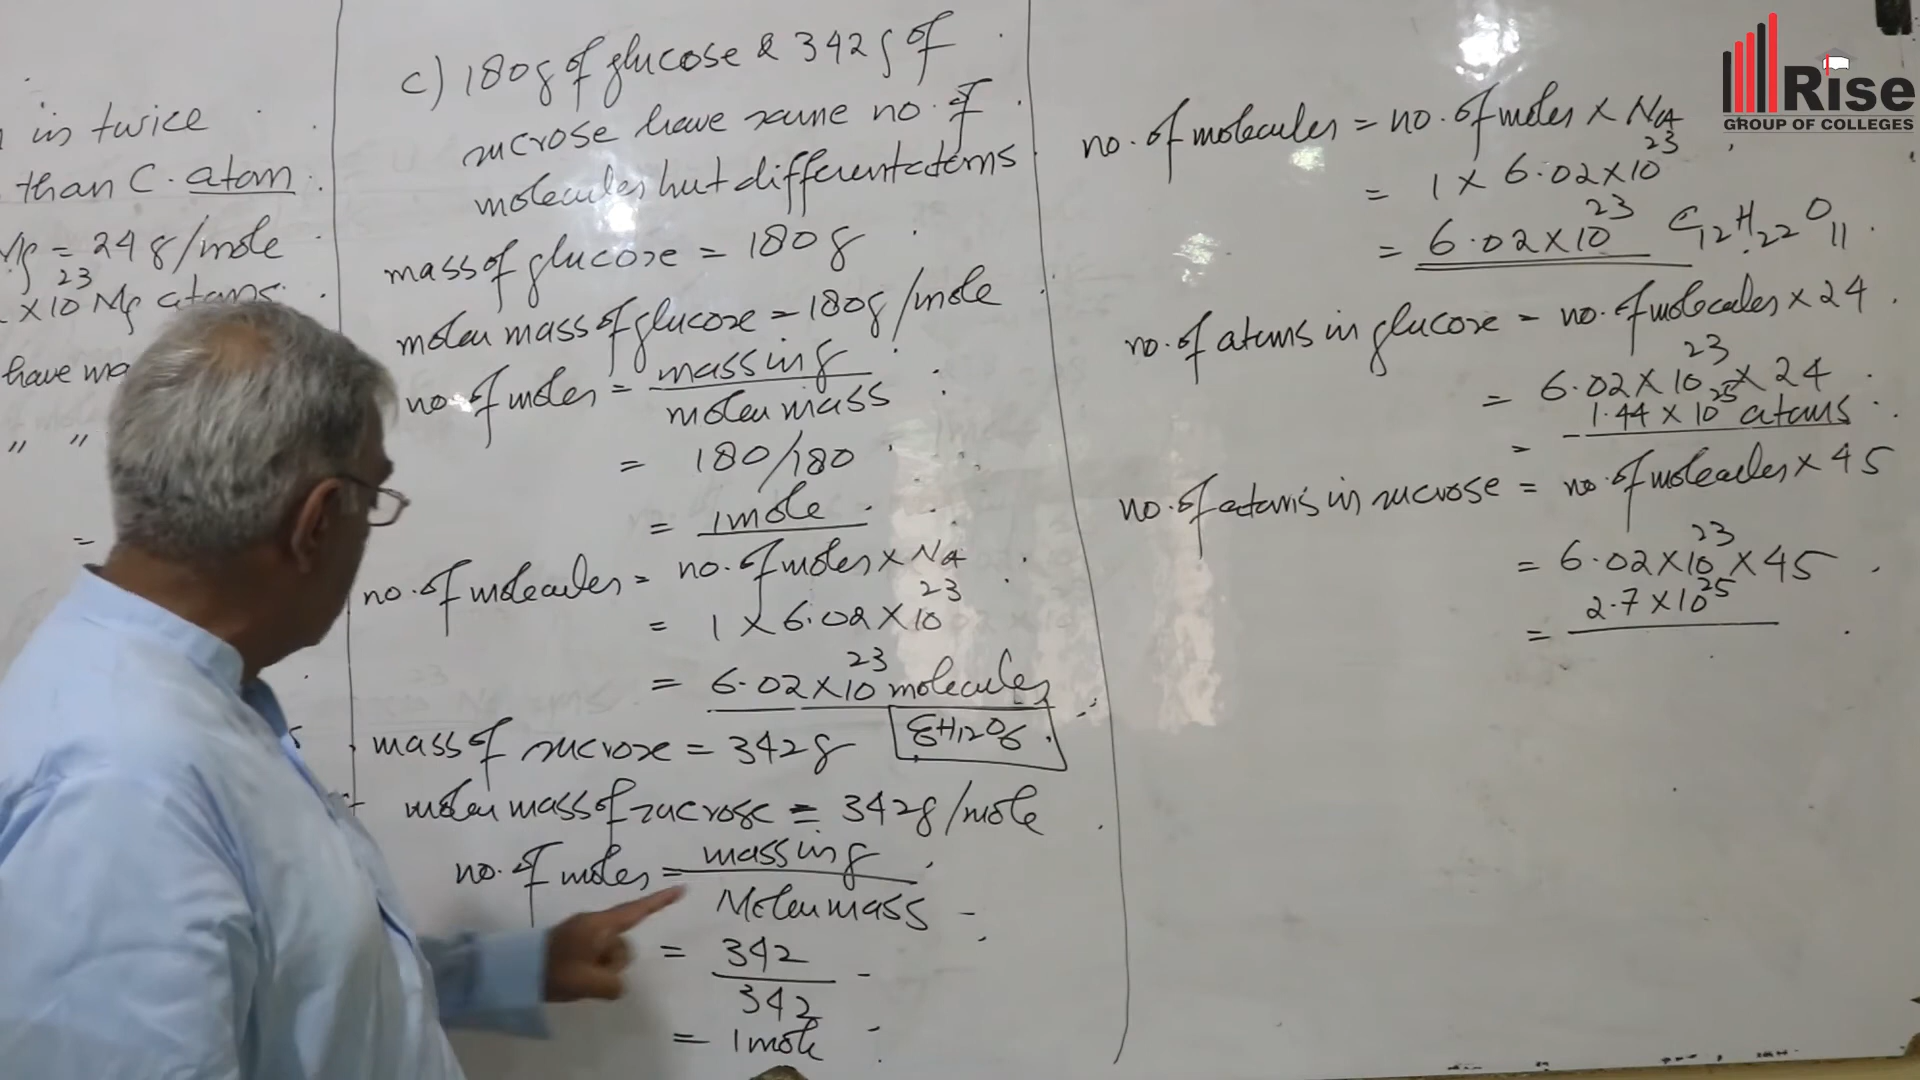 in twice
than C. atom
Mg = 24 g/mole
x 10^23 Mg atoms.
have mo
" "
=
c) 180g of glucose & 342g of
sucrose have same no. of
molecules but different atoms
mass of glucose = 180g
molar mass of glucose = 180g/mole
no. of moles = mass in g / molar mass
= 180/180
= 1 mole
no. of molecules = no. of moles x NA
= 1 x 6.02 x 10^23
= 6.02 x 10^23 molecules
C6H12O6
mass of sucrose = 342g
molar mass of sucrose = 342g/mole
no. of moles = mass in g / Molar mass
= 342 / 342
= 1 mole
no. of molecules = no. of moles x NA
= 1 x 6.02 x 10^23
= 6.02 x 10^23 C12H22O11
no. of atoms in glucose = no. of molecules x 24
= 6.02 x 10^23 x 24
= 1.44 x 10^25 atoms
no. of atoms in sucrose = no. of molecules x 45
= 6.02 x 10^23 x 45
= 2.7 x 10^25
Rise
GROUP OF COLLEGES